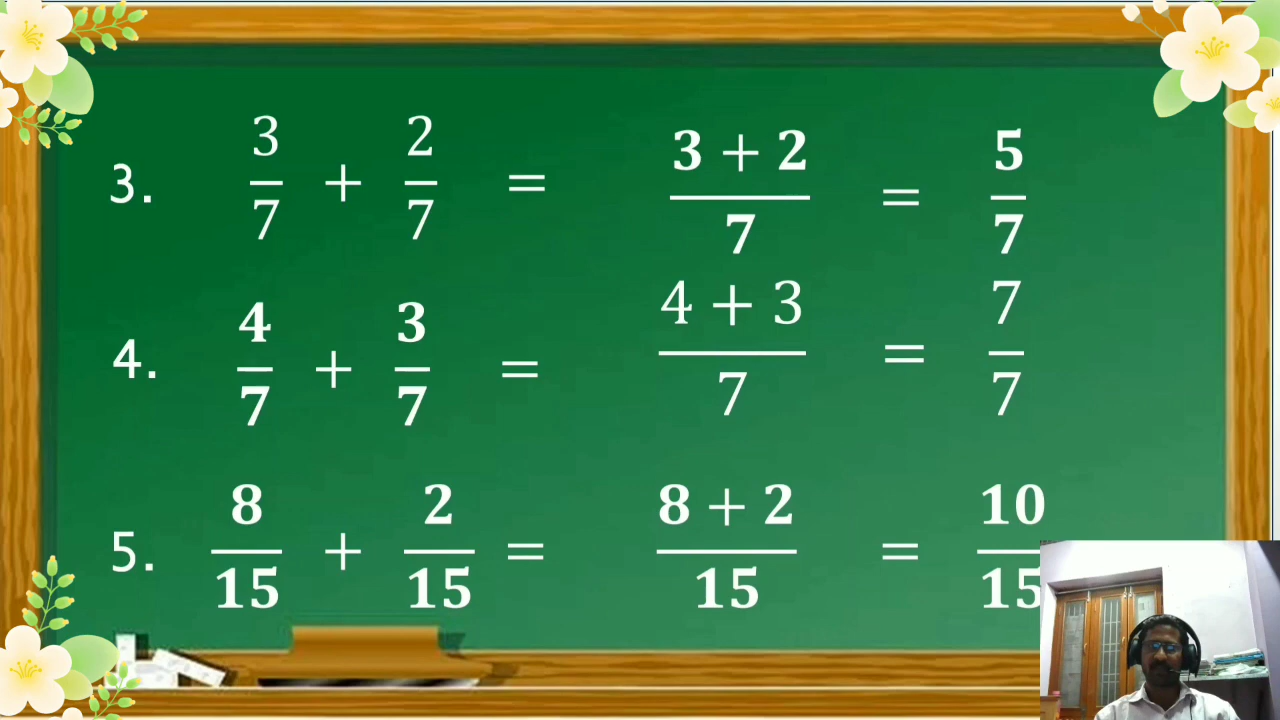 3. 3/7 + 2/7 = (3 + 2)/7 = 5/7
4. 4/7 + 3/7 = (4 + 3)/7 = 7/7
5. 8/15 + 2/15 = (8 + 2)/15 = 10/15